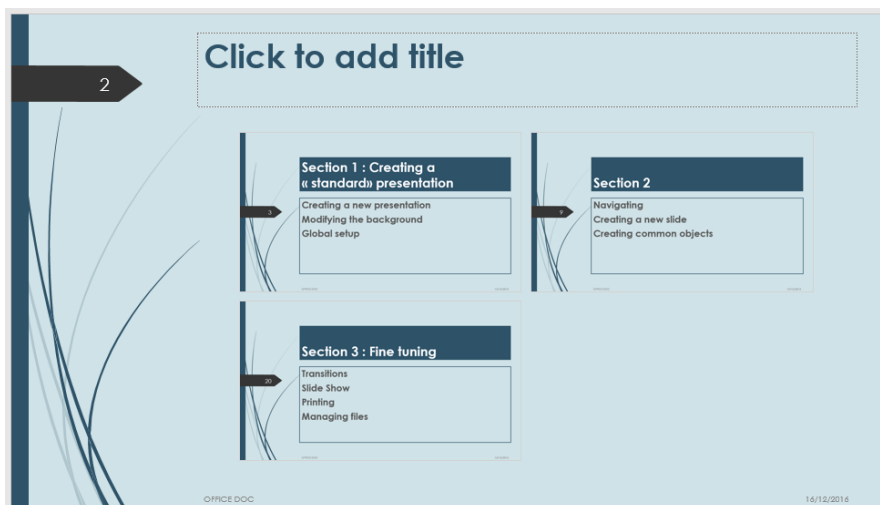 2
Click to add title
Section 1 : Creating a
« standard» presentation
3
Creating a new presentation
Modifying the background
Global setup
Section 2
9
Navigating
Creating a new slide
Creating common objects
Section 3 : Fine tuning
20
Transitions
Slide Show
Printing
Managing files
OFFICE DOC
16/12/2016